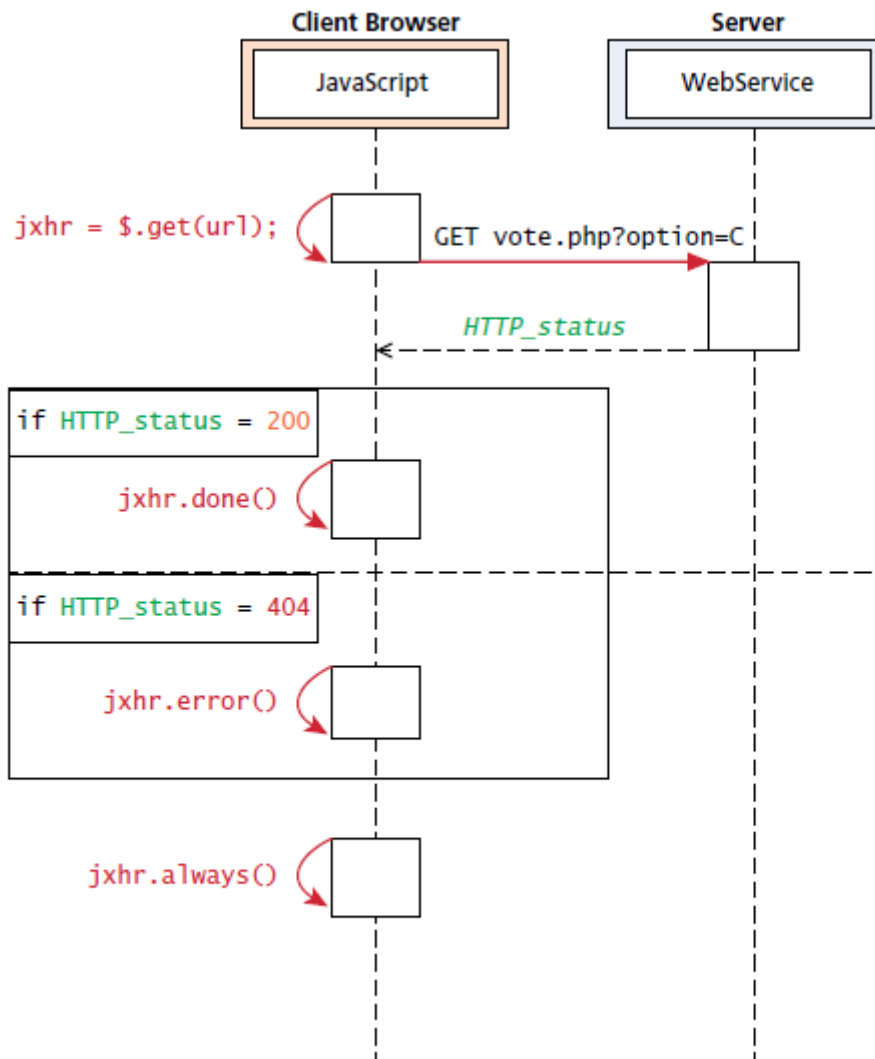 Client Browser
Server
JavaScript
WebService
jxhr = $.get(url);
GET vote.php?option=C
HTTP_status
if HTTP_status = 200
jxhr.done()
if HTTP_status = 404
jxhr.error()
jxhr.always()